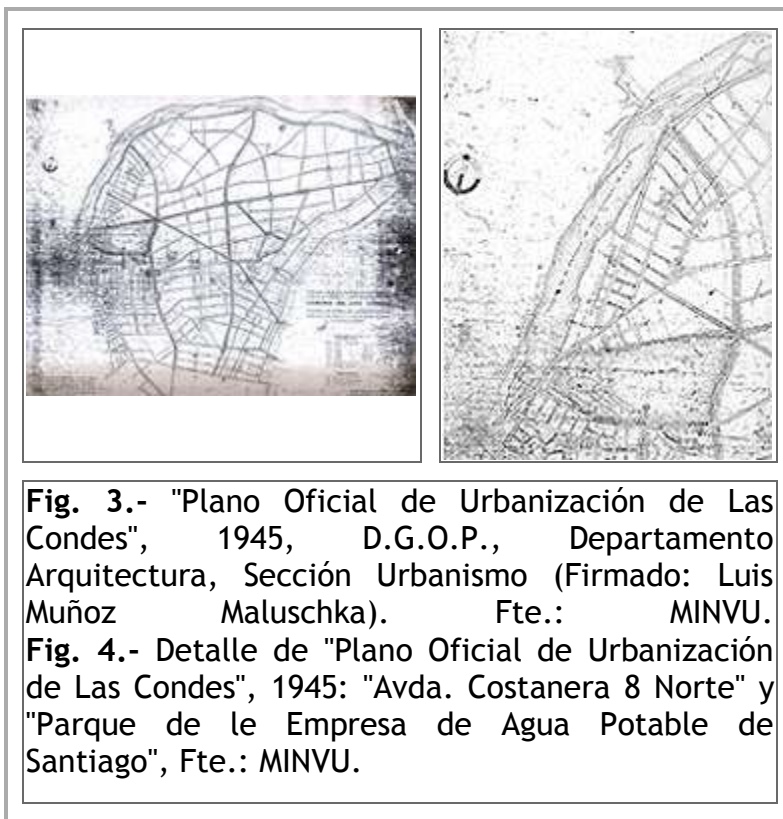 Fig. 3.- "Plano Oficial de Urbanización de Las
Condes", 1945, D.G.O.P., Departamento
Arquitectura, Sección Urbanismo (Firmado: Luis
Muñoz Maluschka). Fte.: MINVU.
Fig. 4.- Detalle de "Plano Oficial de Urbanización
de Las Condes", 1945: "Avda. Costanera 8 Norte" y
"Parque de le Empresa de Agua Potable de
Santiago", Fte.: MINVU.